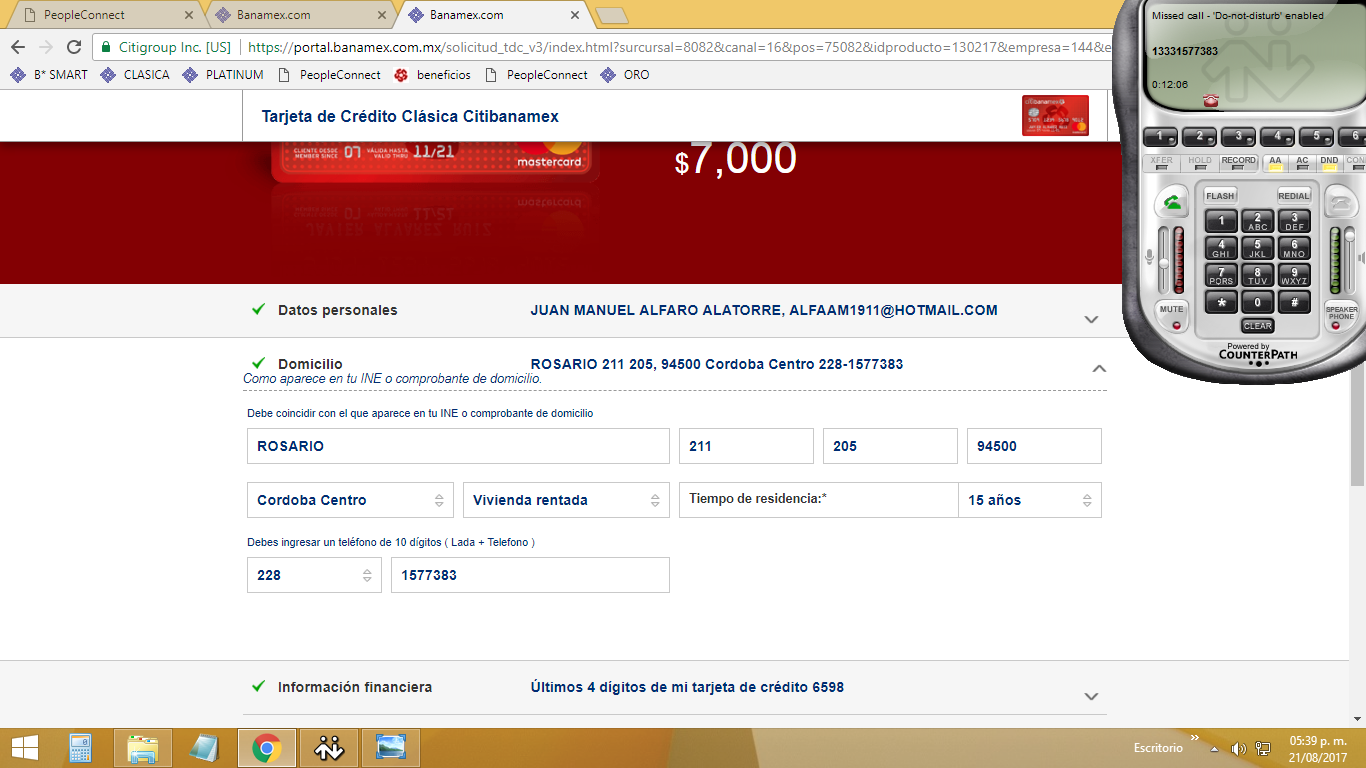 PeopleConnect
Banamex.com
Banamex.com
Citigroup Inc. [US]
https://portal.banamex.com.mx/solicitud_tdc_v3/index.html?surcursal=8082&canal=16&pos=75082&idproducto=130217&empresa=144&e
B* SMART
CLASICA
PLATINUM
PeopleConnect
beneficios
PeopleConnect
ORO
Tarjeta de Crédito Clásica Citibanamex
CLIENTE DESDE
MEMBER SINCE
07
VÁLIDA HASTA
VALID THRU
11/21
mastercard
$7,000
Datos personales
JUAN MANUEL ALFARO ALATORRE, ALFAAM1911@HOTMAIL.COM
Domicilio
ROSARIO 211 205, 94500 Cordoba Centro 228-1577383
Como aparece en tu INE o comprobante de domicilio.
Debe coincidir con el que aparece en tu INE o comprobante de domicilio
ROSARIO
211
205
94500
Cordoba Centro
Vivienda rentada
Tiempo de residencia:*
15 años
Debes ingresar un teléfono de 10 dígitos ( Lada + Telefono )
228
1577383
Información financiera
Últimos 4 dígitos de mi tarjeta de crédito 6598
Missed call - 'Do-not-disturb' enabled
13331577383
0:12:06
1 2 3 4 5 6
XFER HOLD RECORD AA AC DND CON
FLASH
REDIAL
1
2 ABC
3 DEF
4 GHI
5 JKL
6 MNO
7 PQRS
8 TUV
9 WXYZ
* 0 #
MUTE
CLEAR
SPEAKER
PHONE
Powered by
COUNTERPATH
Escritorio
05:39 p. m.
21/08/2017